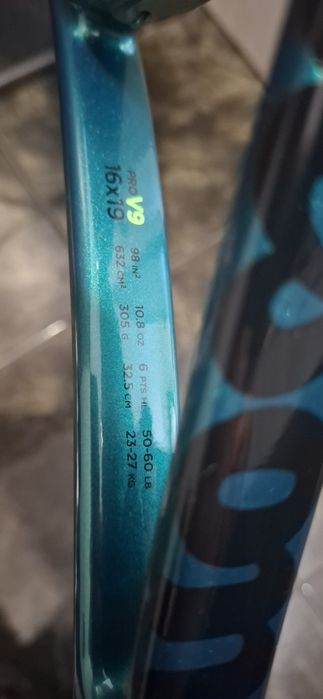 PRO V9
16x19
98 IN²
632 CM²
10.8 OZ
305 G
6 PTS HL
32.5 CM
50-60 LB
23-27 KG